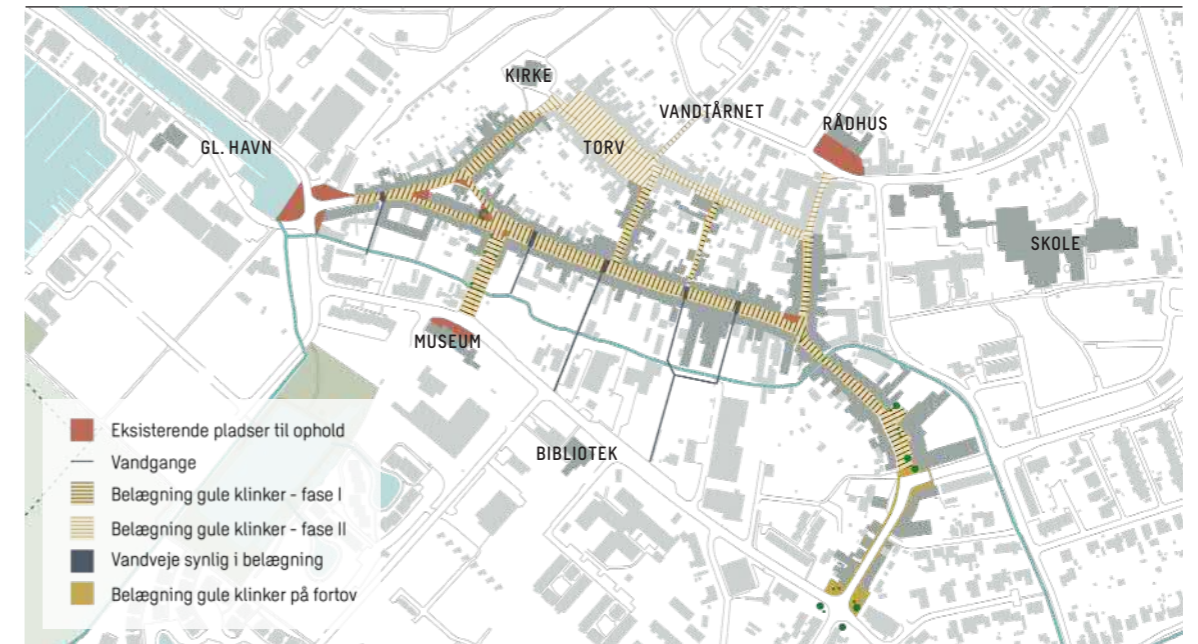 KIRKE
VANDTÅRNET
RÅDHUS
GL. HAVN
TORV
SKOLE
MUSEUM
BIBLIOTEK
Eksisterende pladser til ophold
Vandgange
Belægning gule klinker - fase I
Belægning gule klinker - fase II
Vandveje synlig i belægning
Belægning gule klinker på fortov